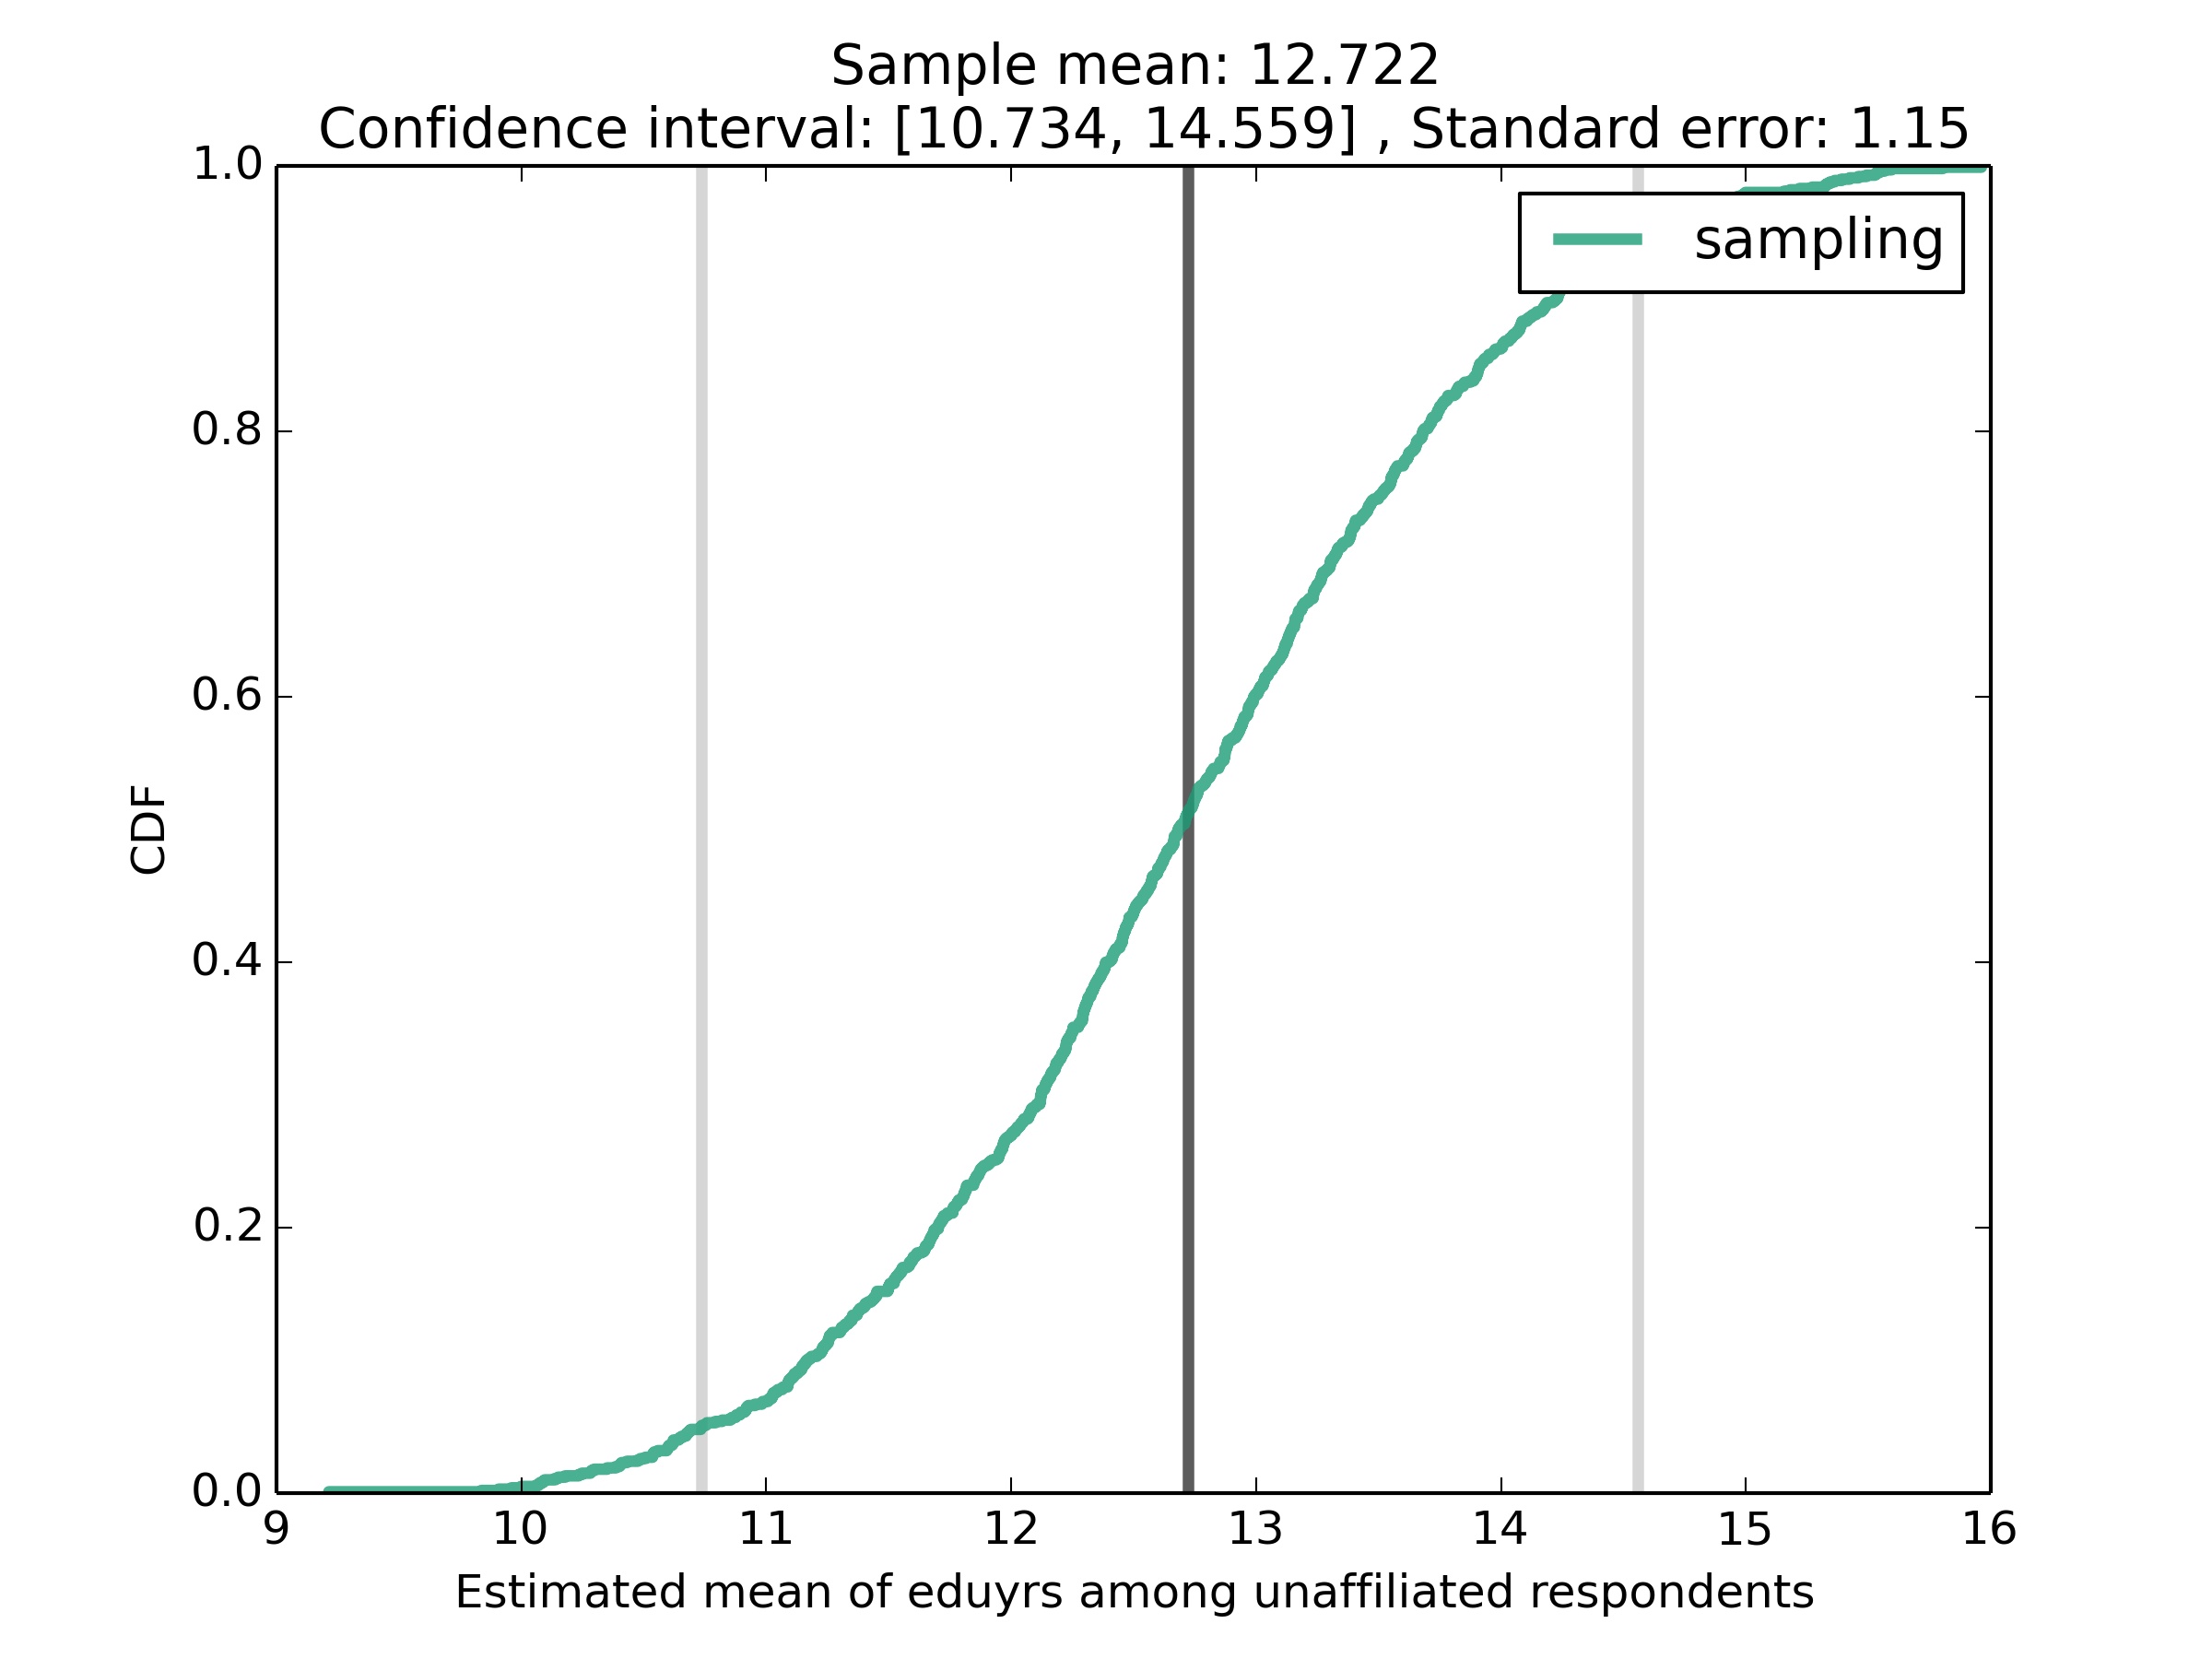 Sample mean: 12.722
Confidence interval: [10.734, 14.559] , Standard error: 1.15
1.0
sampling
0.8
0.6
CDF
0.4
0.2
0.0
9 10 11 12 13 14 15 16
Estimated mean of eduyrs among unaffiliated respondents